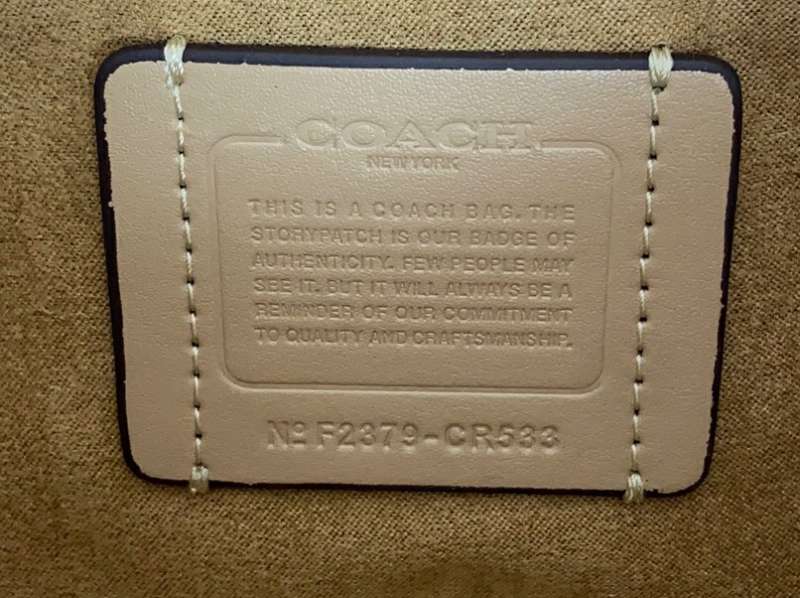 COACH
NEW YORK
THIS IS A COACH BAG. THE
STORYPATCH IS OUR BADGE OF
AUTHENTICITY. FEW PEOPLE MAY
SEE IT. BUT IT WILL ALWAYS BE A
REMINDER OF OUR COMMITMENT
TO QUALITY AND CRAFTSMANSHIP.
Nº F2379-CR533